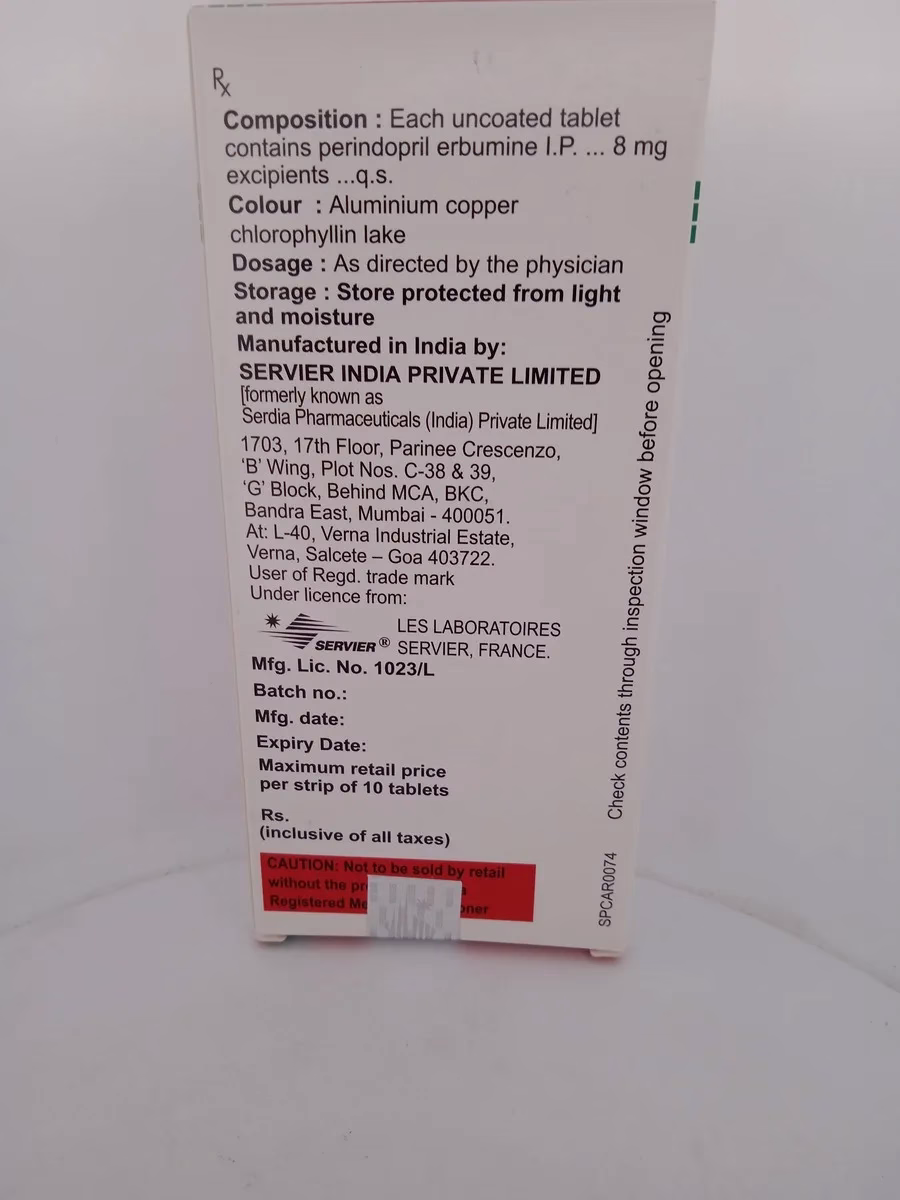 Rx
Composition : Each uncoated tablet
contains perindopril erbumine I.P. ... 8 mg
excipients ...q.s.
Colour : Aluminium copper
chlorophyllin lake
Dosage : As directed by the physician
Storage : Store protected from light
and moisture
Manufactured in India by:
SERVIER INDIA PRIVATE LIMITED
[formerly known as
Serdia Pharmaceuticals (India) Private Limited]
1703, 17th Floor, Parinee Crescenzo,
‘B’ Wing, Plot Nos. C-38 & 39,
‘G’ Block, Behind MCA, BKC,
Bandra East, Mumbai - 400051.
At: L-40, Verna Industrial Estate,
Verna, Salcete – Goa 403722.
User of Regd. trade mark
Under licence from:
SERVIER ® LES LABORATOIRES
SERVIER, FRANCE.
Mfg. Lic. No. 1023/L
Batch no.:
Mfg. date:
Expiry Date:
Maximum retail price
per strip of 10 tablets
Rs.
(inclusive of all taxes)
CAUTION: Not to be sold by retail
without the
Registered
Check contents through inspection window before opening
SPCAR0074